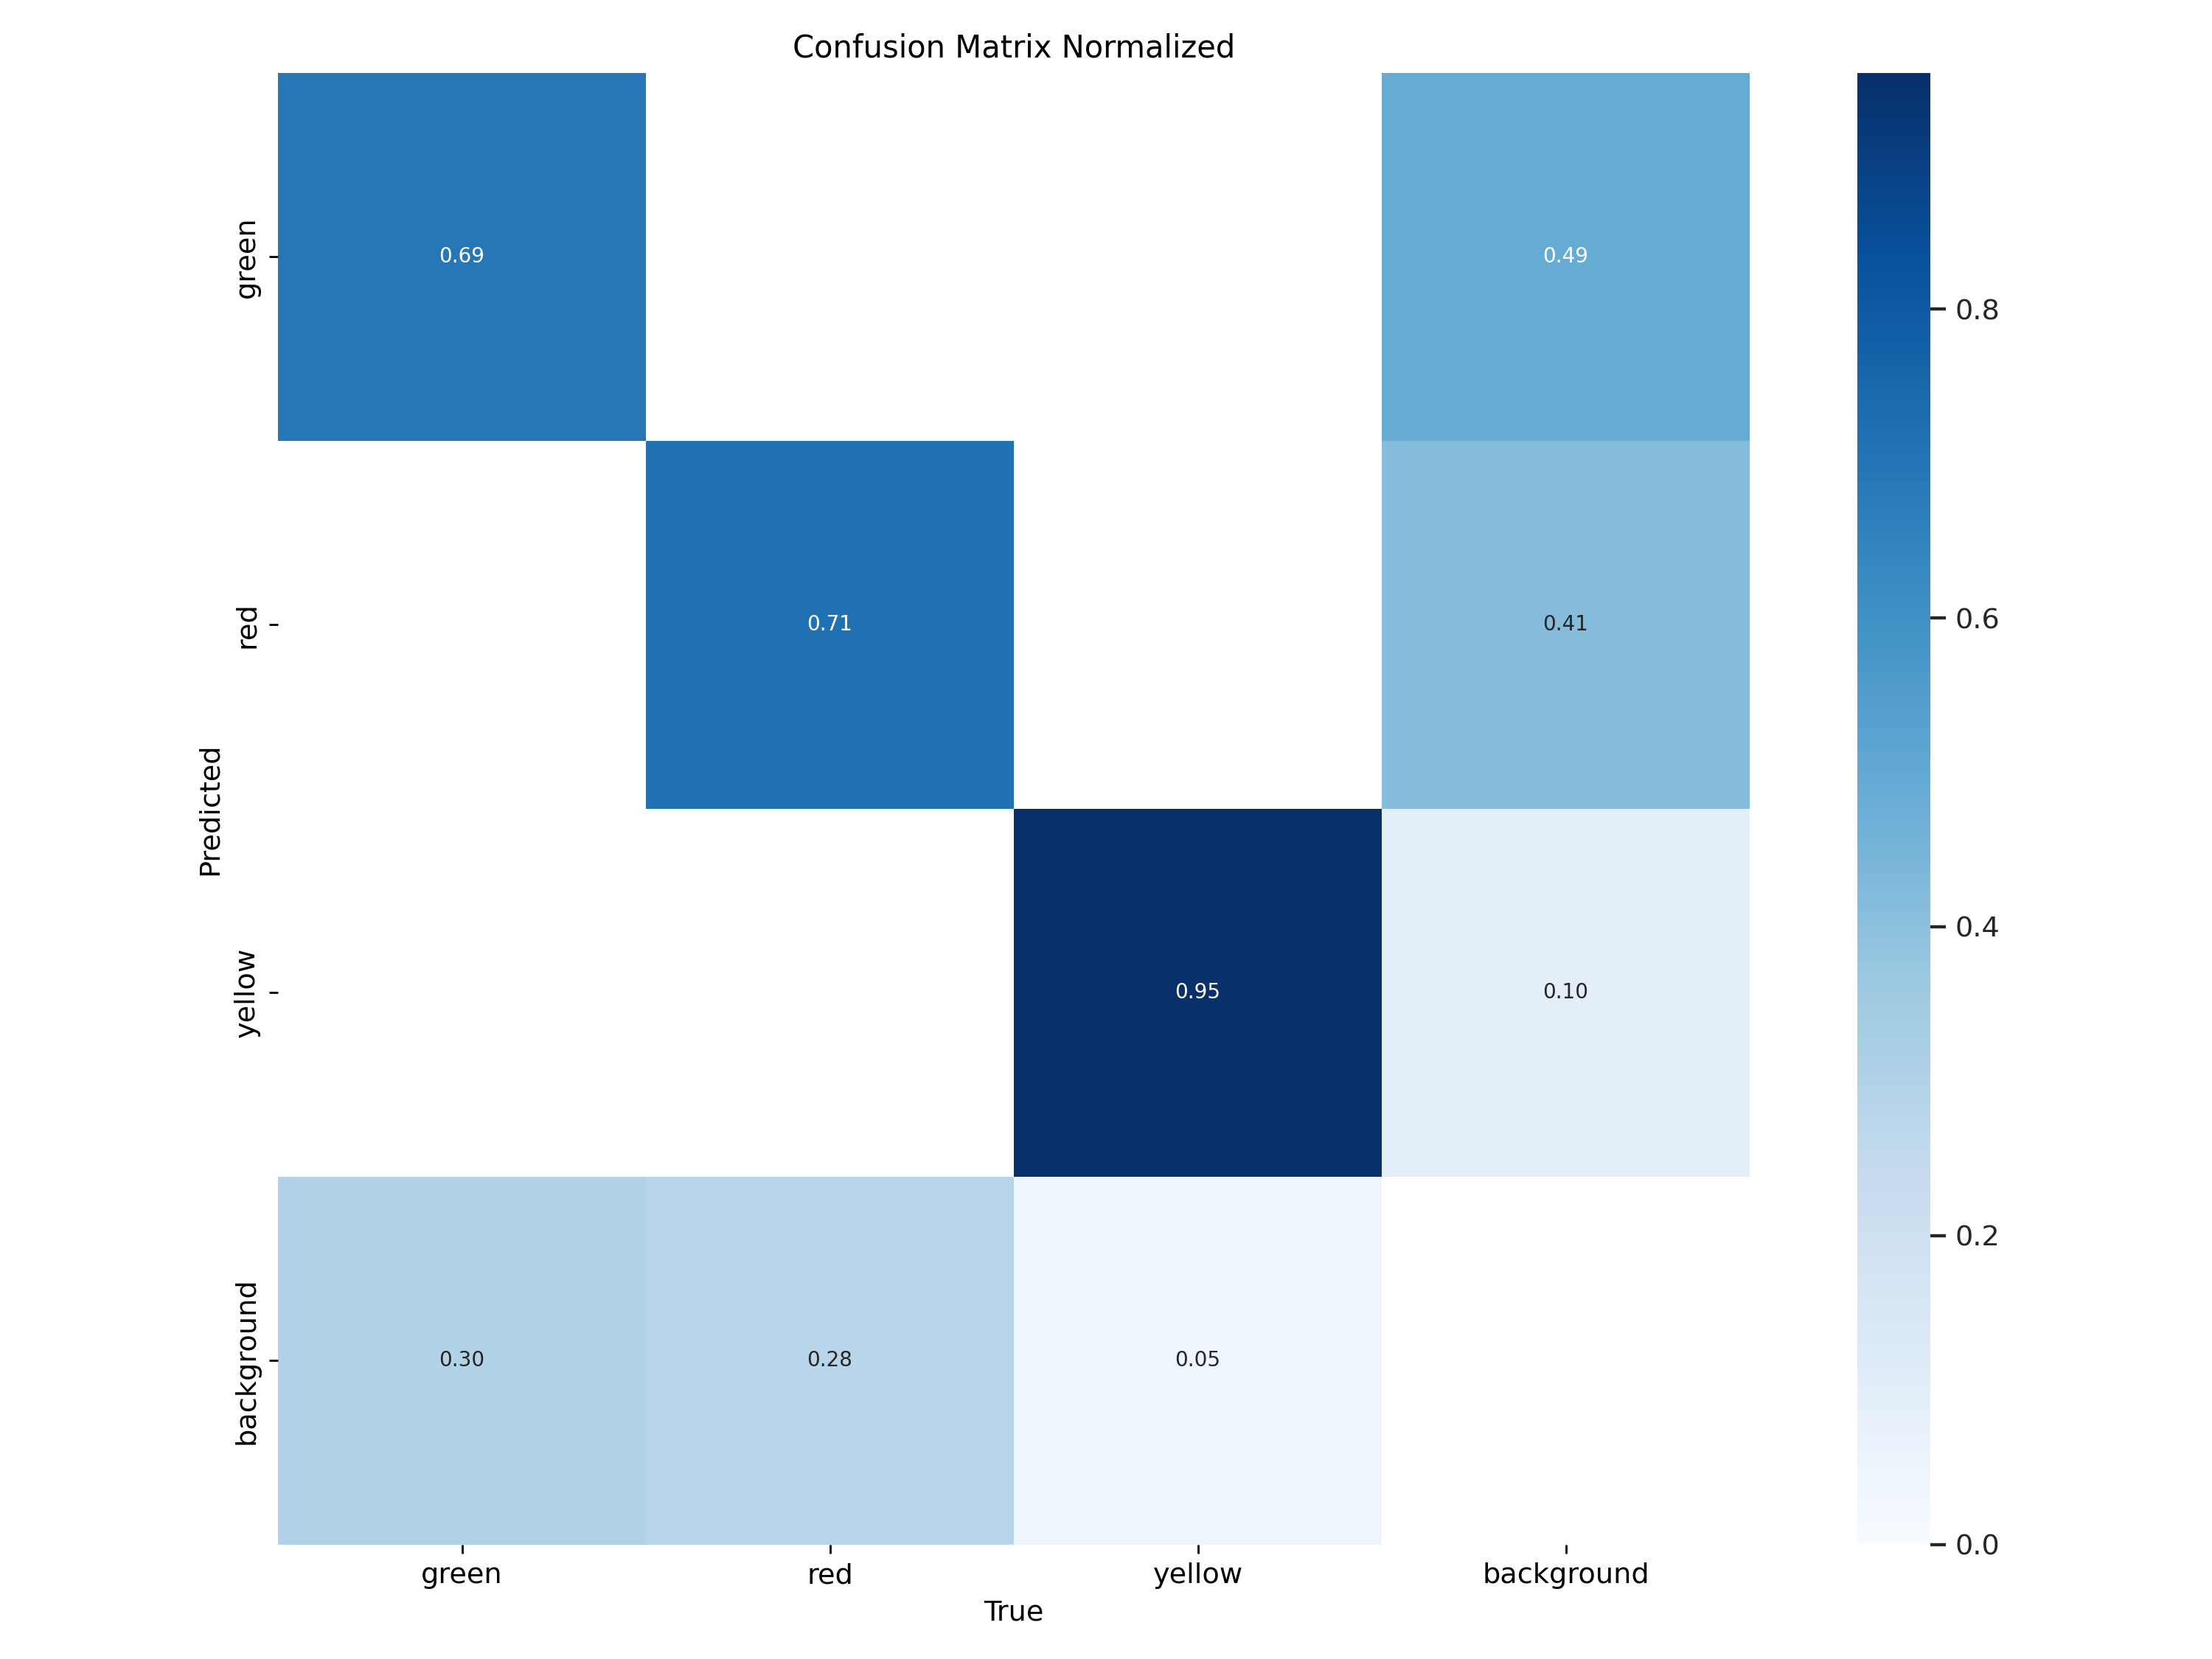 Confusion Matrix Normalized
green
0.69
0.49
red
0.71
0.41
yellow
0.95
0.10
background
0.30
0.28
0.05
Predicted
green
red
yellow
background
True
0.8
0.6
0.4
0.2
0.0